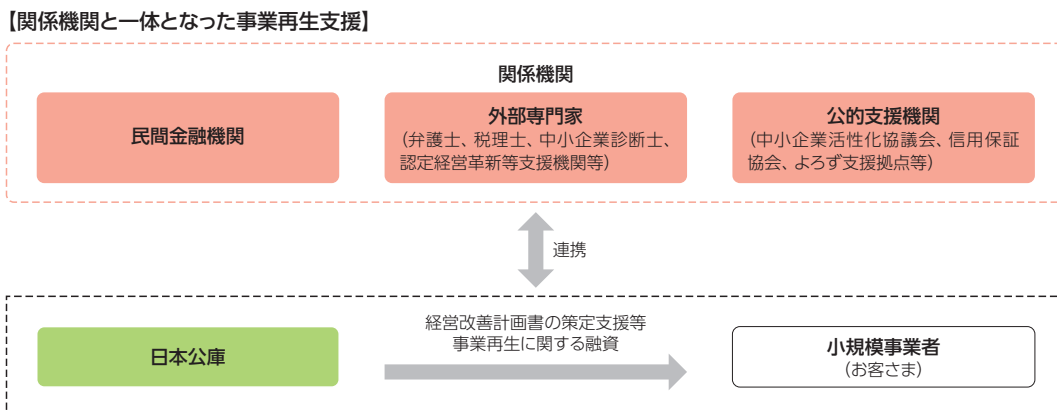 【関係機関と一体となった事業再生支援】
関係機関
民間金融機関
外部専門家
(弁護士、税理士、中小企業診断士、
認定経営革新等支援機関等)
公的支援機関
(中小企業活性化協議会、信用保証
協会、よろず支援拠点等)
連携
日本公庫
経営改善計画書の策定支援等
事業再生に関する融資
小規模事業者
(お客さま)